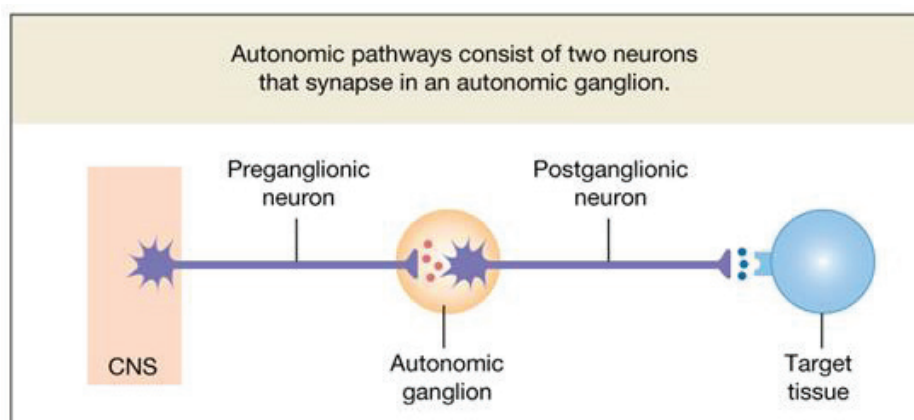 Autonomic pathways consist of two neurons
that synapse in an autonomic ganglion.
Preganglionic
neuron
Postganglionic
neuron
CNS
Autonomic
ganglion
Target
tissue